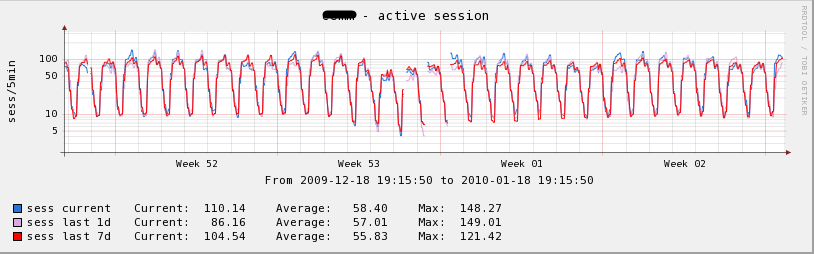 - active session
RRDTOOL / TOBI OETIKER
sess/5min
100
50
10
5
Week 52 Week 53 Week 01 Week 02
From 2009-12-18 19:15:50 to 2010-01-18 19:15:50
sess current Current: 110.14 Average: 58.40 Max: 148.27
sess last 1d Current: 86.16 Average: 57.01 Max: 149.01
sess last 7d Current: 104.54 Average: 55.83 Max: 121.42